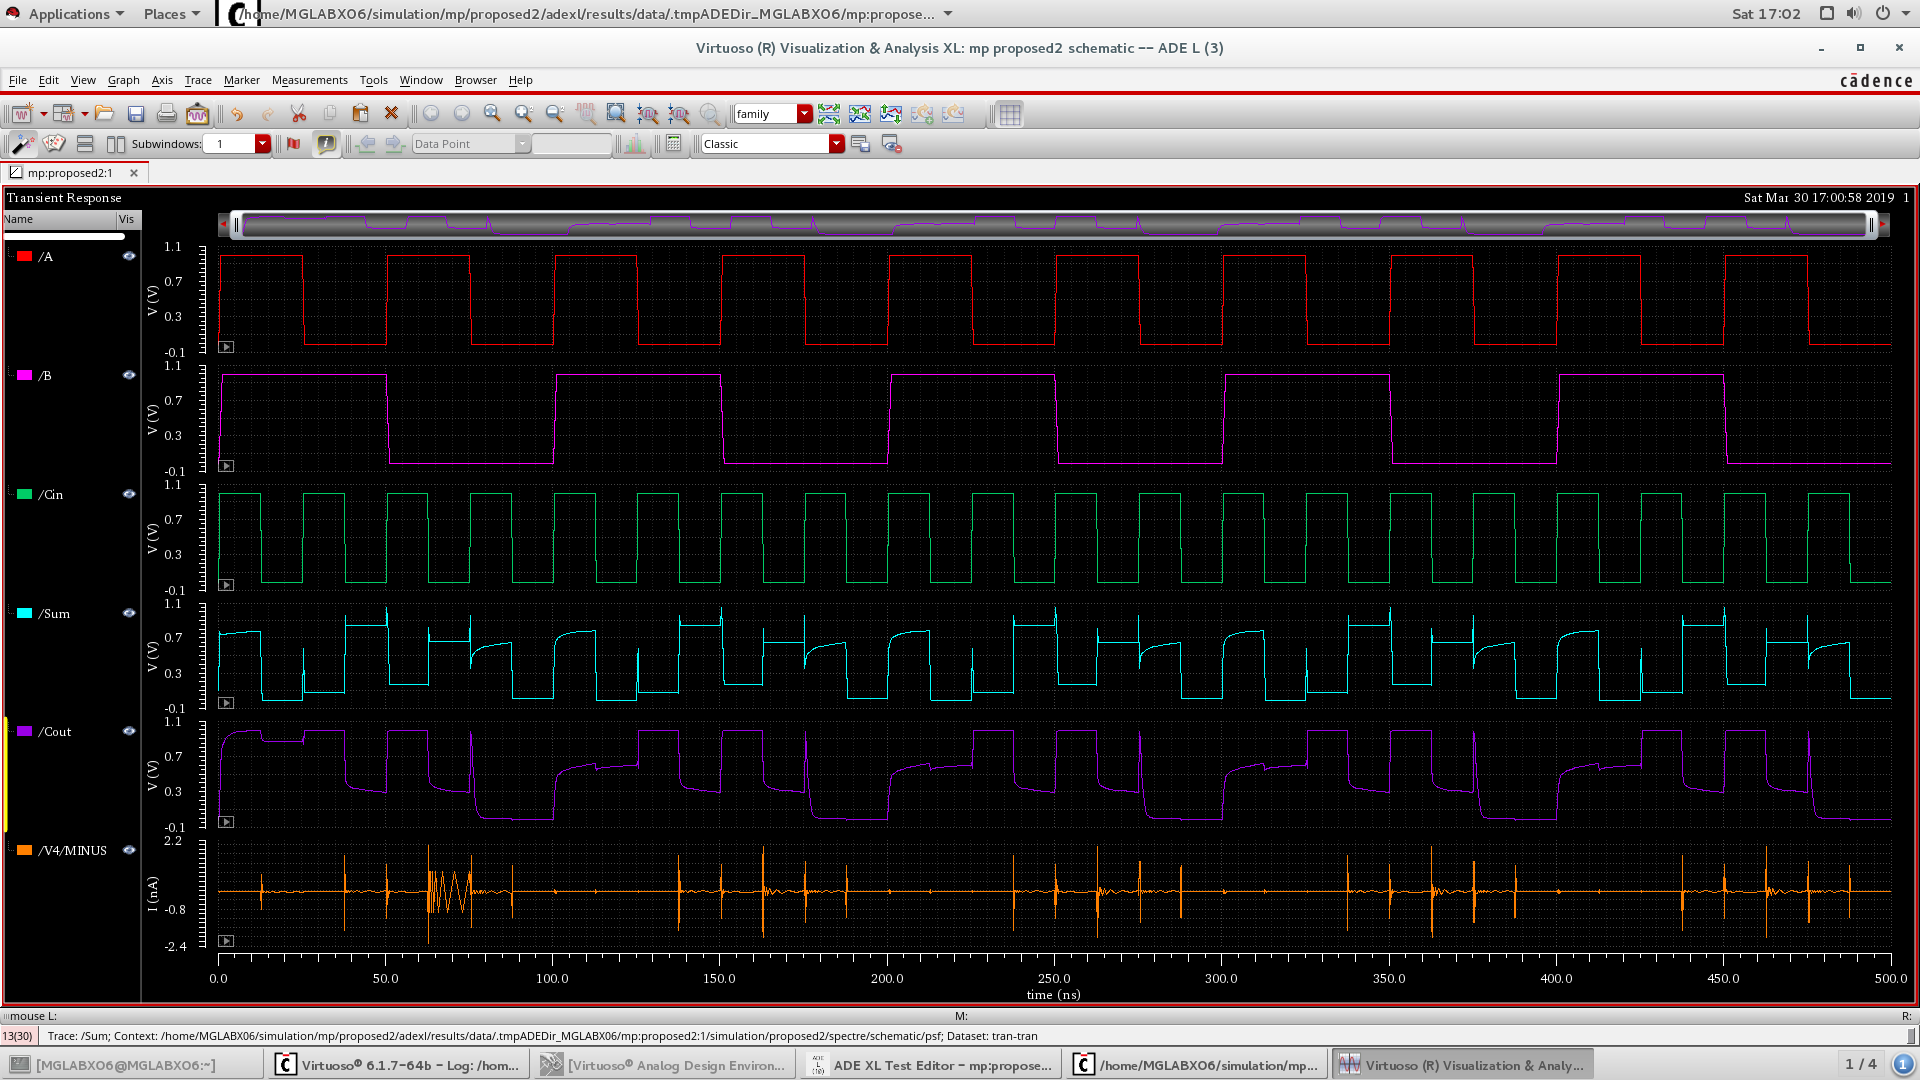 Applications Places /home/MGLABX06/simulation/mp/proposed2/adexl/results/data/.tmpADEDir_MGLABX06/mp:propose... Sat 17:02
Virtuoso (R) Visualization & Analysis XL: mp proposed2 schematic -- ADE L (3)
File Edit View Graph Axis Trace Marker Measurements Tools Window Browser Help cādence
family
Subwindows: 1 Data Point Classic
mp:proposed2:1
Transient Response Sat Mar 30 17:00:58 2019 1
Name Vis
/A
V (V)
1.1
0.7
0.3
-0.1
/B
V (V)
1.1
0.7
0.3
-0.1
/Cin
V (V)
1.1
0.7
0.3
-0.1
/Sum
V (V)
1.1
0.7
0.3
-0.1
/Cout
V (V)
1.1
0.7
0.3
-0.1
/V4/MINUS
I (nA)
2.2
-0.8
-2.4
0.0 50.0 100.0 150.0 200.0 250.0 300.0 350.0 400.0 450.0 500.0
time (ns)
mouse L: M: R:
13(30) Trace: /Sum; Context: /home/MGLABX06/simulation/mp/proposed2/adexl/results/data/.tmpADEDir_MGLABX06/mp:proposed2:1/simulation/proposed2/spectre/schematic/psf; Dataset: tran-tran
[MGLABX06@MGLABX06:~] Virtuoso® 6.1.7-64b - Log: /hom... [Virtuoso® Analog Design Environ... ADE XL Test Editor - mp:propose... /home/MGLABX06/simulation/mp... Virtuoso (R) Visualization & Analy... 1 / 4 1